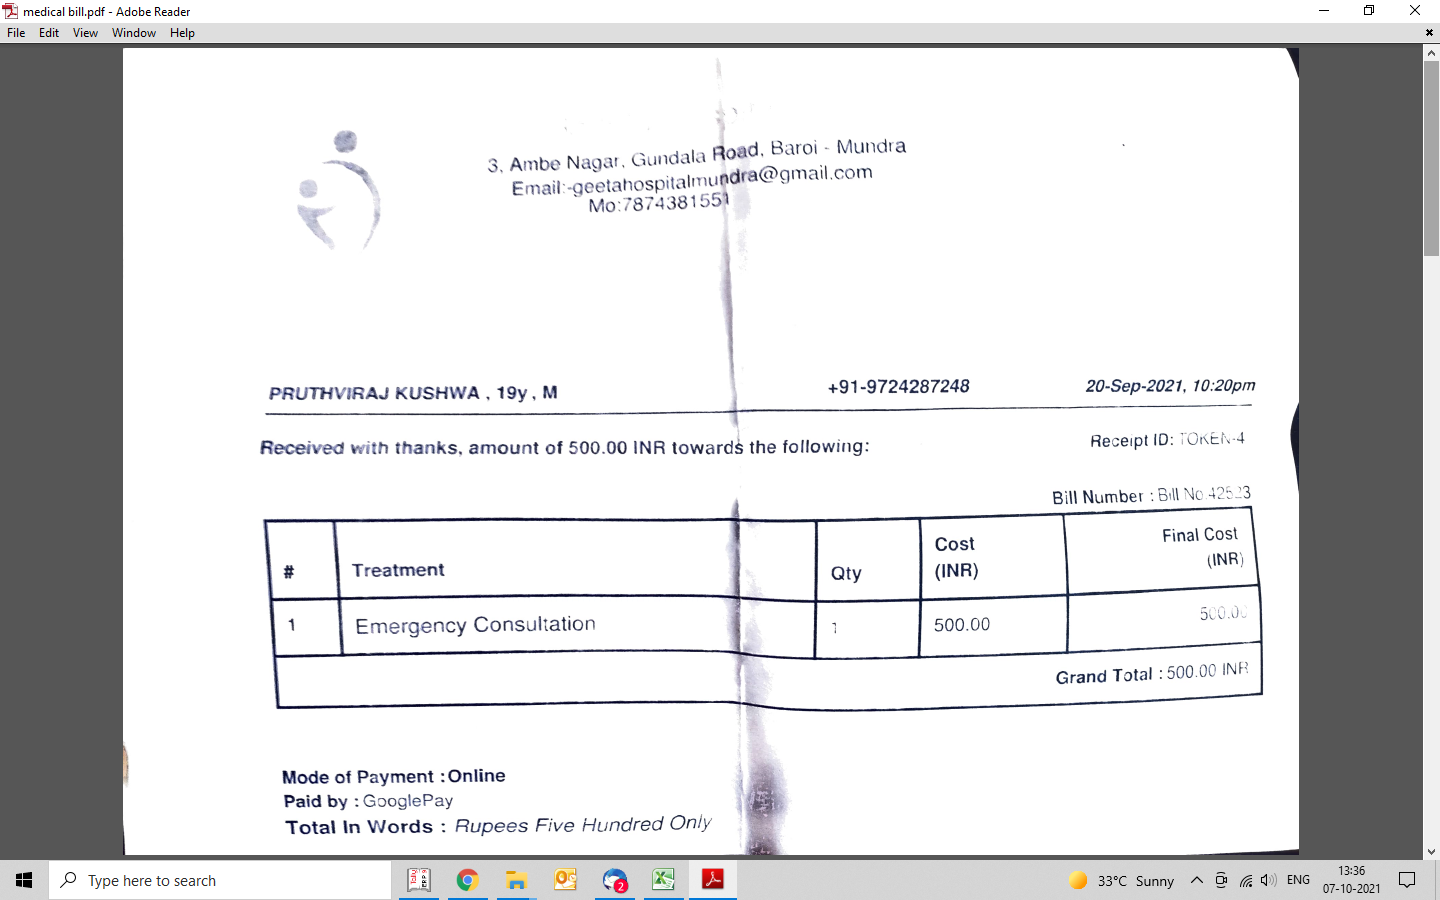 medical bill.pdf - Adobe Reader
File Edit View Window Help
3, Ambe Nagar, Gundala Road, Baroi - Mundra
Email:-geetahospitalmundra@gmail.com
Mo:7874381551
PRUTHVIRAJ KUSHWA , 19y , M +91-9724287248 20-Sep-2021, 10:20pm
Received with thanks, amount of 500.00 INR towards the following:
Receipt ID: TOKEN-4
Bill Number : Bill No.42523
# Treatment Qty Cost (INR) Final Cost (INR)
1 Emergency Consultation 1 500.00 500.00
Grand Total : 500.00 INR
Mode of Payment : Online
Paid by : GooglePay
Total In Words : Rupees Five Hundred Only
Type here to search
2
33°C Sunny
ENG
13:36
07-10-2021